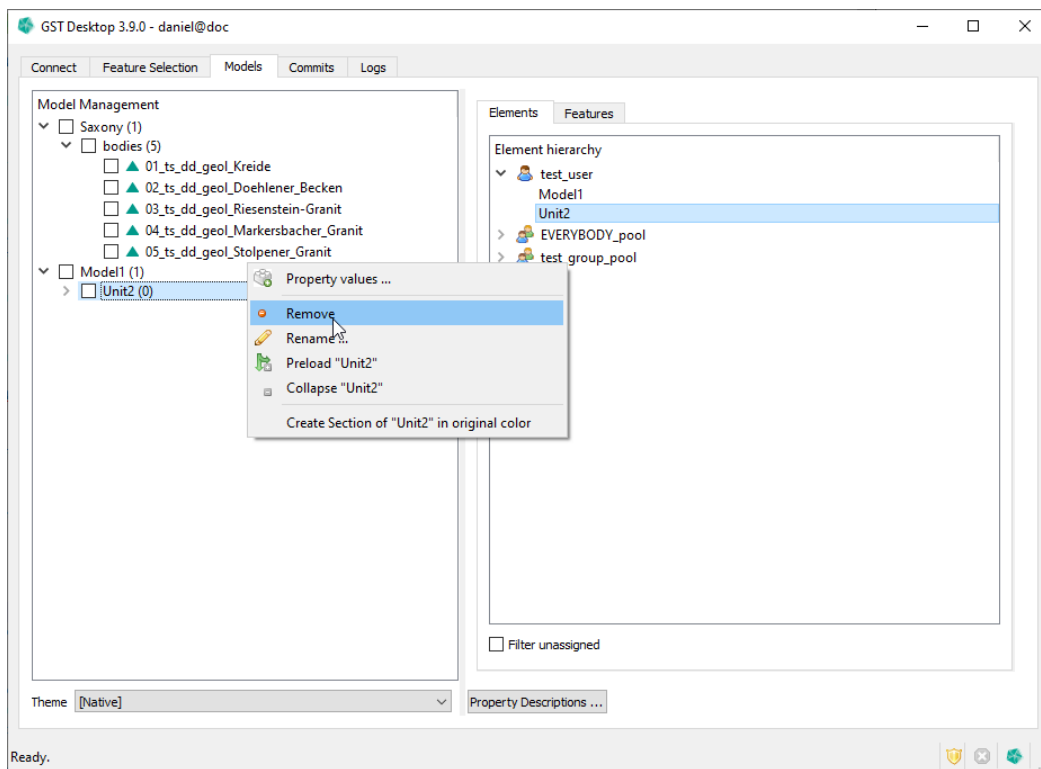 GST Desktop 3.9.0 - daniel@doc
Connect Feature Selection Models Commits Logs
Model Management
Saxony (1)
bodies (5)
01_ts_dd_geol_Kreide
02_ts_dd_geol_Doehlener_Becken
03_ts_dd_geol_Riesenstein-Granit
04_ts_dd_geol_Markersbacher_Granit
05_ts_dd_geol_Stolpener_Granit
Model1 (1)
Unit2 (0)
Property values ...
Remove
Rename ...
Preload "Unit2"
Collapse "Unit2"
Create Section of "Unit2" in original color
Elements Features
Element hierarchy
test_user
Model1
Unit2
EVERYBODY_pool
test_group_pool
Filter unassigned
Theme [Native]
Property Descriptions ...
Ready.